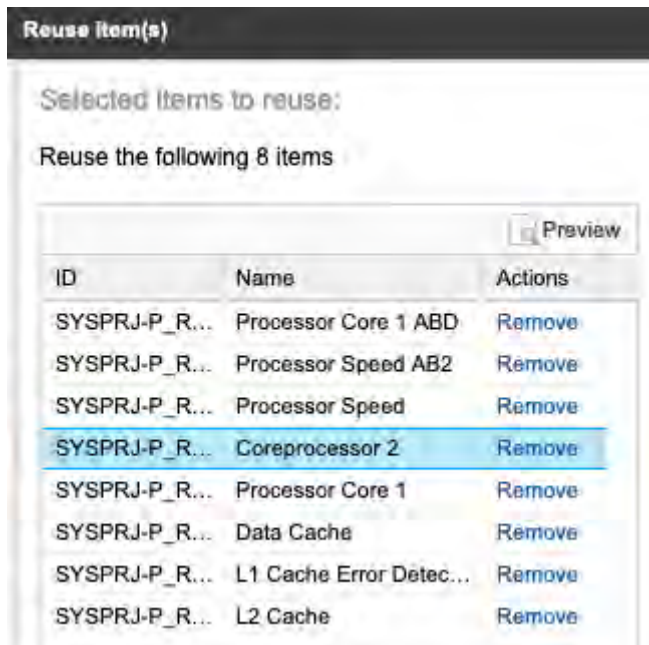 Reuse item(s)
Selected items to reuse:
Reuse the following 8 items
Preview
ID Name Actions
SYSPRJ-P_R... Processor Core 1 ABD Remove
SYSPRJ-P_R... Processor Speed AB2 Remove
SYSPRJ-P_R... Processor Speed Remove
SYSPRJ-P_R... Coreprocessor 2 Remove
SYSPRJ-P_R... Processor Core 1 Remove
SYSPRJ-P_R... Data Cache Remove
SYSPRJ-P_R... L1 Cache Error Detec... Remove
SYSPRJ-P_R... L2 Cache Remove